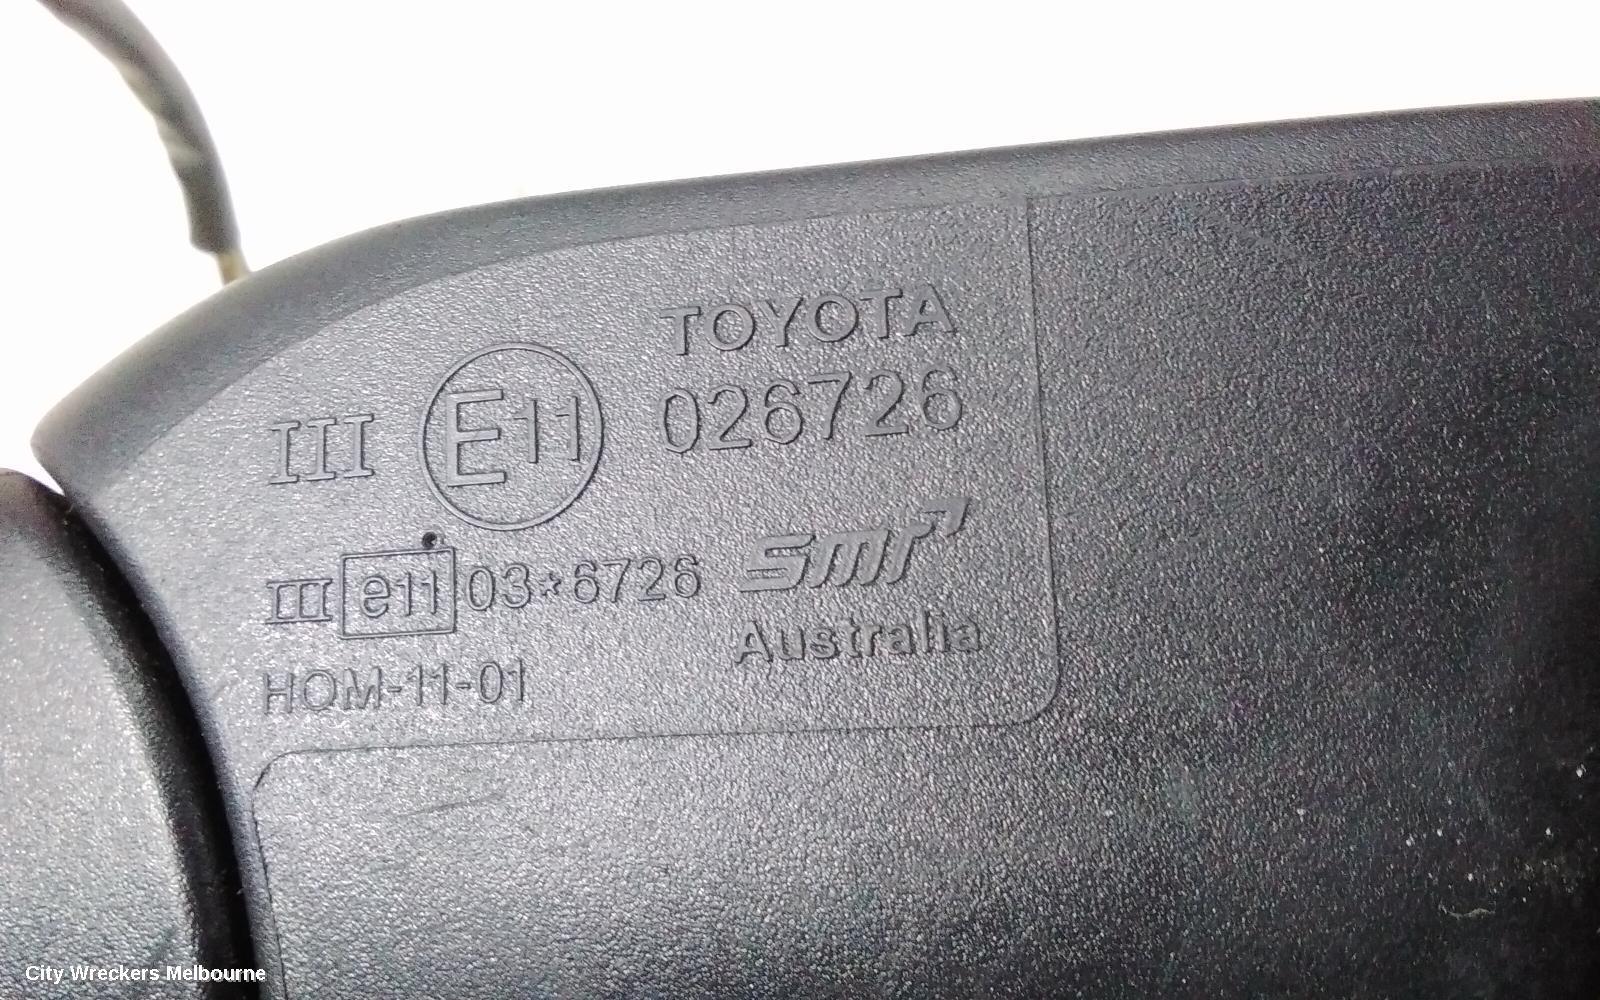 TOYOTA
III E11 026726
III e11 03*6726 smr
Australia
HOM-11-01
City Wreckers Melbourne